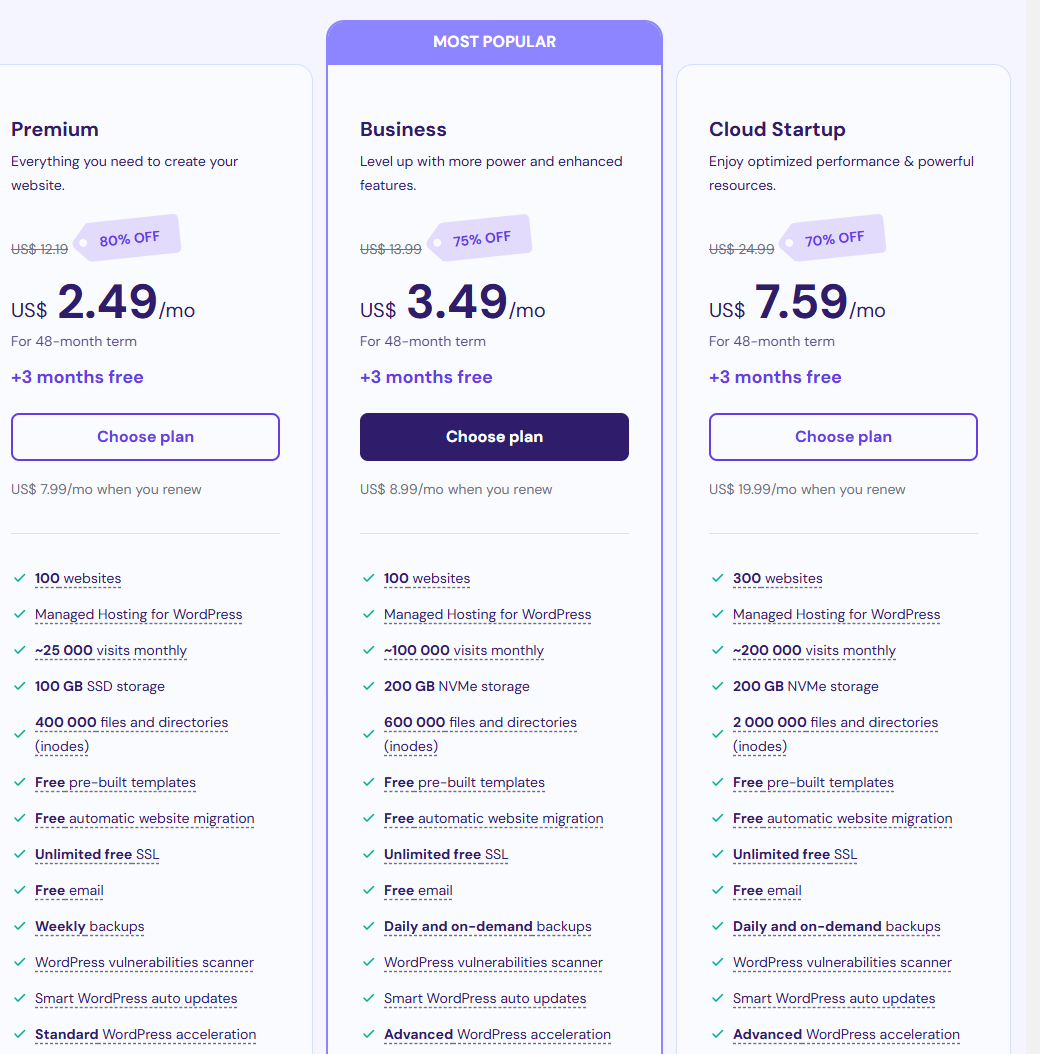 MOST POPULAR
Premium
Everything you need to create your
website.
US$ 12.19
80% OFF
US$ 2.49/mo
For 48-month term
+3 months free
Choose plan
US$ 7.99/mo when you renew
100 websites
Managed Hosting for WordPress
~25 000 visits monthly
100 GB SSD storage
400 000 files and directories
(inodes)
Free pre-built templates
Free automatic website migration
Unlimited free SSL
Free email
Weekly backups
WordPress vulnerabilities scanner
Smart WordPress auto updates
Standard WordPress acceleration
Business
Level up with more power and enhanced
features.
US$ 13.99
75% OFF
US$ 3.49/mo
For 48-month term
+3 months free
Choose plan
US$ 8.99/mo when you renew
100 websites
Managed Hosting for WordPress
~100 000 visits monthly
200 GB NVMe storage
600 000 files and directories
(inodes)
Free pre-built templates
Free automatic website migration
Unlimited free SSL
Free email
Daily and on-demand backups
WordPress vulnerabilities scanner
Smart WordPress auto updates
Advanced WordPress acceleration
Cloud Startup
Enjoy optimized performance & powerful
resources.
US$ 24.99
70% OFF
US$ 7.59/mo
For 48-month term
+3 months free
Choose plan
US$ 19.99/mo when you renew
300 websites
Managed Hosting for WordPress
~200 000 visits monthly
200 GB NVMe storage
2 000 000 files and directories
(inodes)
Free pre-built templates
Free automatic website migration
Unlimited free SSL
Free email
Daily and on-demand backups
WordPress vulnerabilities scanner
Smart WordPress auto updates
Advanced WordPress acceleration